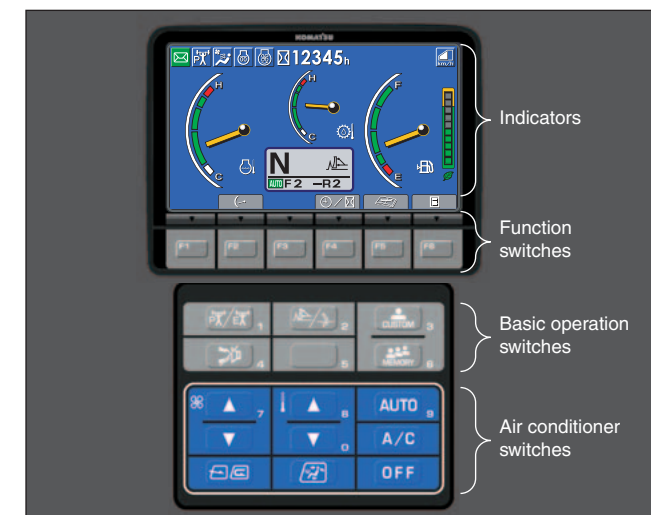 KOMATSU
12345h
km/h
H
H
F
C
C
E
N
AUTO F2 –R2
Indicators
F1 F2 F3 F4 F5 F6
Function
switches
1 2 CUSTOM 3
4 5 MEMORY 6
Basic operation
switches
7 8 AUTO 9
0 A/C
OFF
Air conditioner
switches